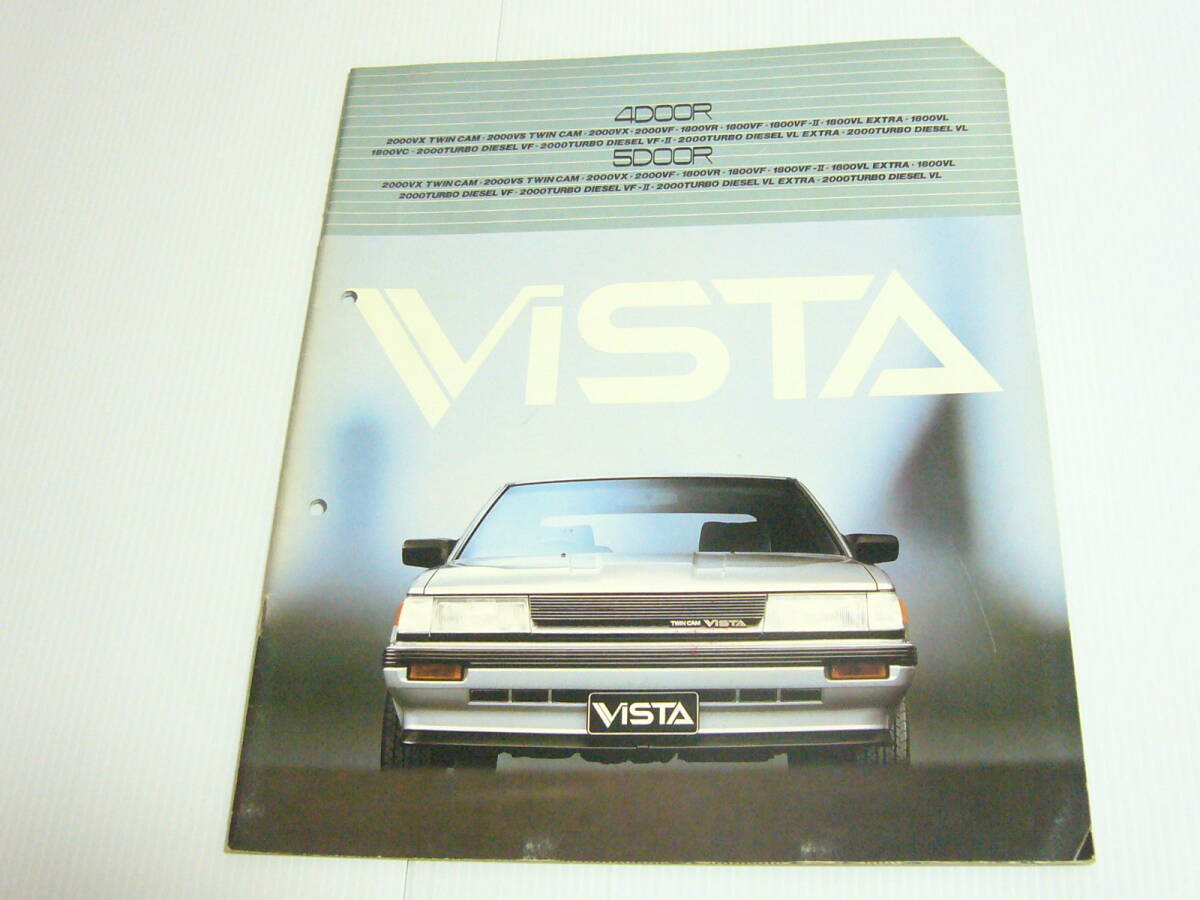 4DOOR
2000VX TWIN CAM・2000VS TWIN CAM・2000VX・2000VF・1800VR・1800VF・1800VF-II・1800VL EXTRA・1800VL
1800VC・2000TURBO DIESEL VF・2000TURBO DIESEL VF-II・2000TURBO DIESEL VL EXTRA・2000TURBO DIESEL VL
5DOOR
2000VX TWIN CAM・2000VS TWIN CAM・2000VX・2000VF・1800VR・1800VF・1800VF-II・1800VL EXTRA・1800VL
2000TURBO DIESEL VF・2000TURBO DIESEL VF-II・2000TURBO DIESEL VL EXTRA・2000TURBO DIESEL VL
ViSTA
TWIN CAM ViSTA
ViSTA